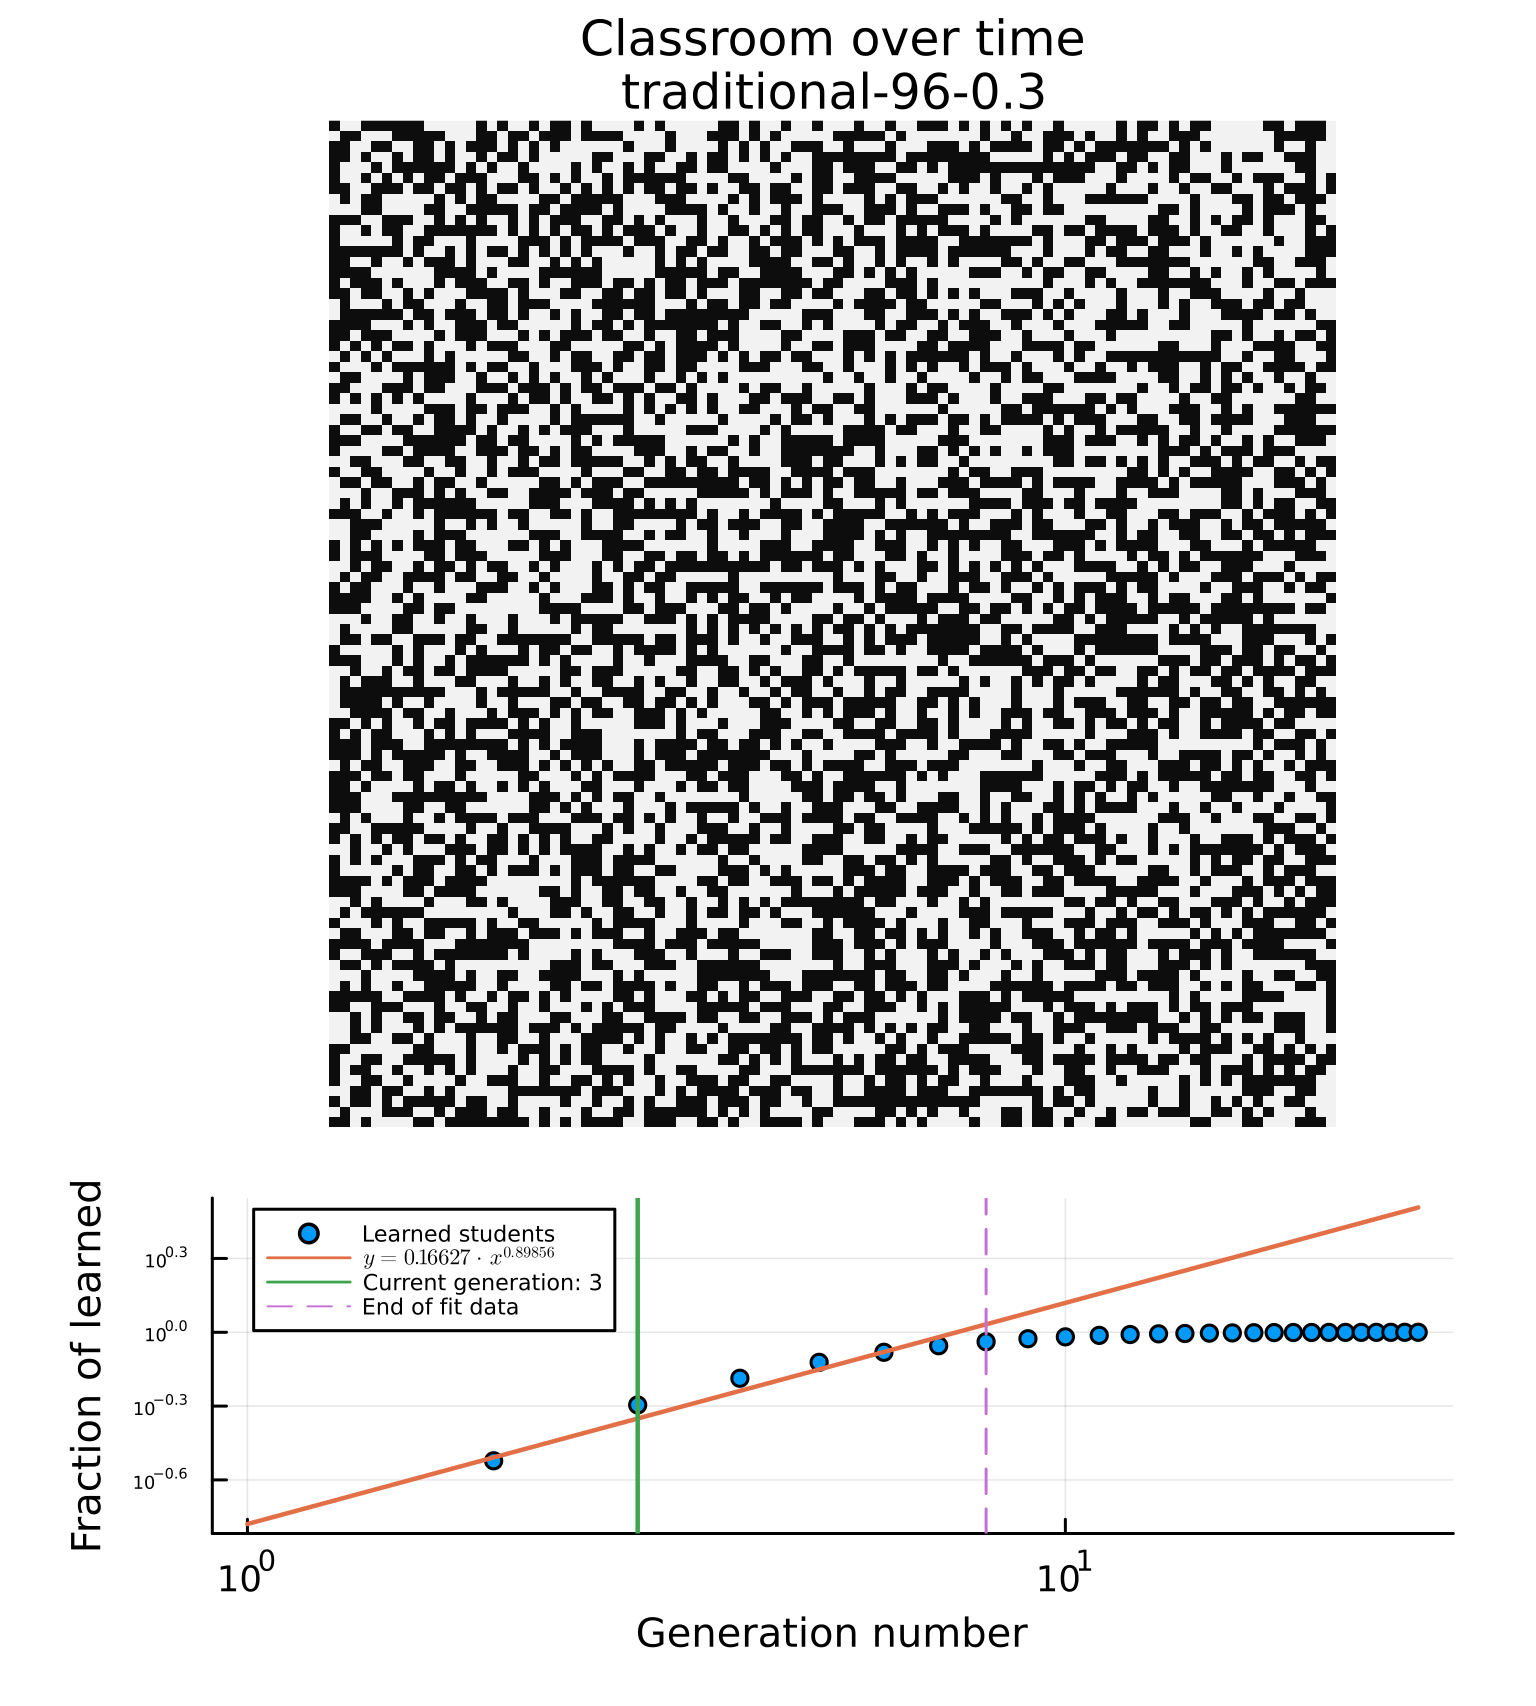 Classroom over time
traditional-96-0.3
Fraction of learned
10^0.3
10^0.0
10^−0.3
10^−0.6
Learned students
y = 0.16627 · x^0.89856
Current generation: 3
End of fit data
10^0
10^1
Generation number